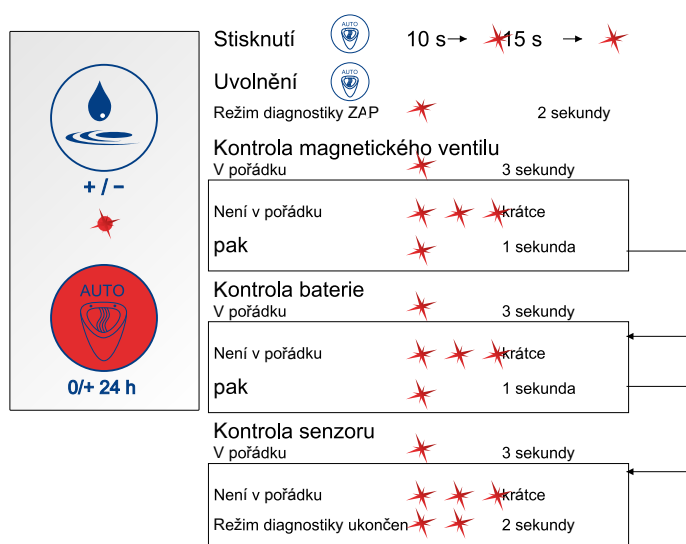 + / −
AUTO
0/+ 24 h
Stisknutí AUTO 10 s 15 s
Uvolnění AUTO
Režim diagnostiky ZAP 2 sekundy
Kontrola magnetického ventilu
V pořádku 3 sekundy
Není v pořádku krátce
pak 1 sekunda
Kontrola baterie
V pořádku 3 sekundy
Není v pořádku krátce
pak 1 sekunda
Kontrola senzoru
V pořádku 3 sekundy
Není v pořádku krátce
Režim diagnostiky ukončen 2 sekundy